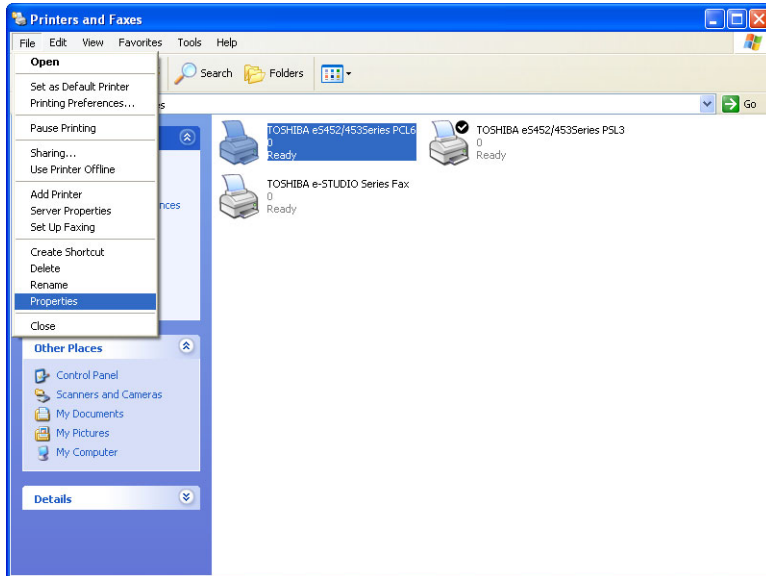 Printers and Faxes
File Edit View Favorites Tools Help
Search Folders
Go
Open
Set as Default Printer
Printing Preferences...
Pause Printing
Sharing...
Use Printer Offline
Add Printer
Server Properties
Set Up Faxing
Create Shortcut
Delete
Rename
Properties
Close
Other Places
Control Panel
Scanners and Cameras
My Documents
My Pictures
My Computer
Details
TOSHIBA eS452/453Series PCL6
0
Ready
TOSHIBA eS452/453Series PSL3
0
Ready
TOSHIBA e-STUDIO Series Fax
0
Ready